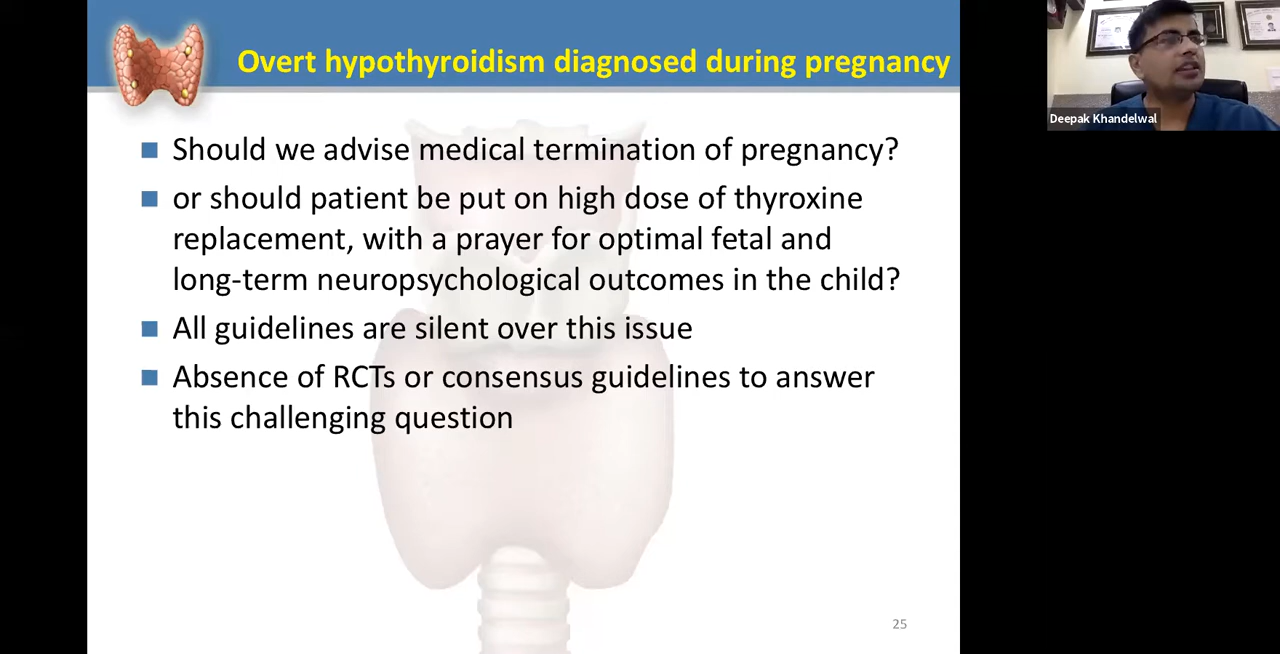 Overt hypothyroidism diagnosed during pregnancy
Should we advise medical termination of pregnancy?
or should patient be put on high dose of thyroxine
replacement, with a prayer for optimal fetal and
long-term neuropsychological outcomes in the child?
All guidelines are silent over this issue
Absence of RCTs or consensus guidelines to answer
this challenging question
25
Deepak Khandelwal